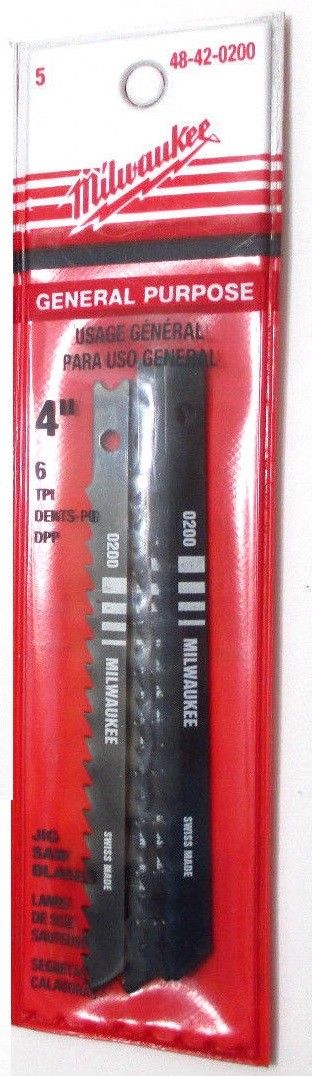 5
48-42-0200
Milwaukee
GENERAL PURPOSE
USAGE GÉNÉRAL
PARA USO GENERAL
4"
6
TPI
DENTS-PO
DPP
0200
MILWAUKEE
SWISS MADE
0200
MILWAUKEE
SWISS MADE
JIG
SAW
DE